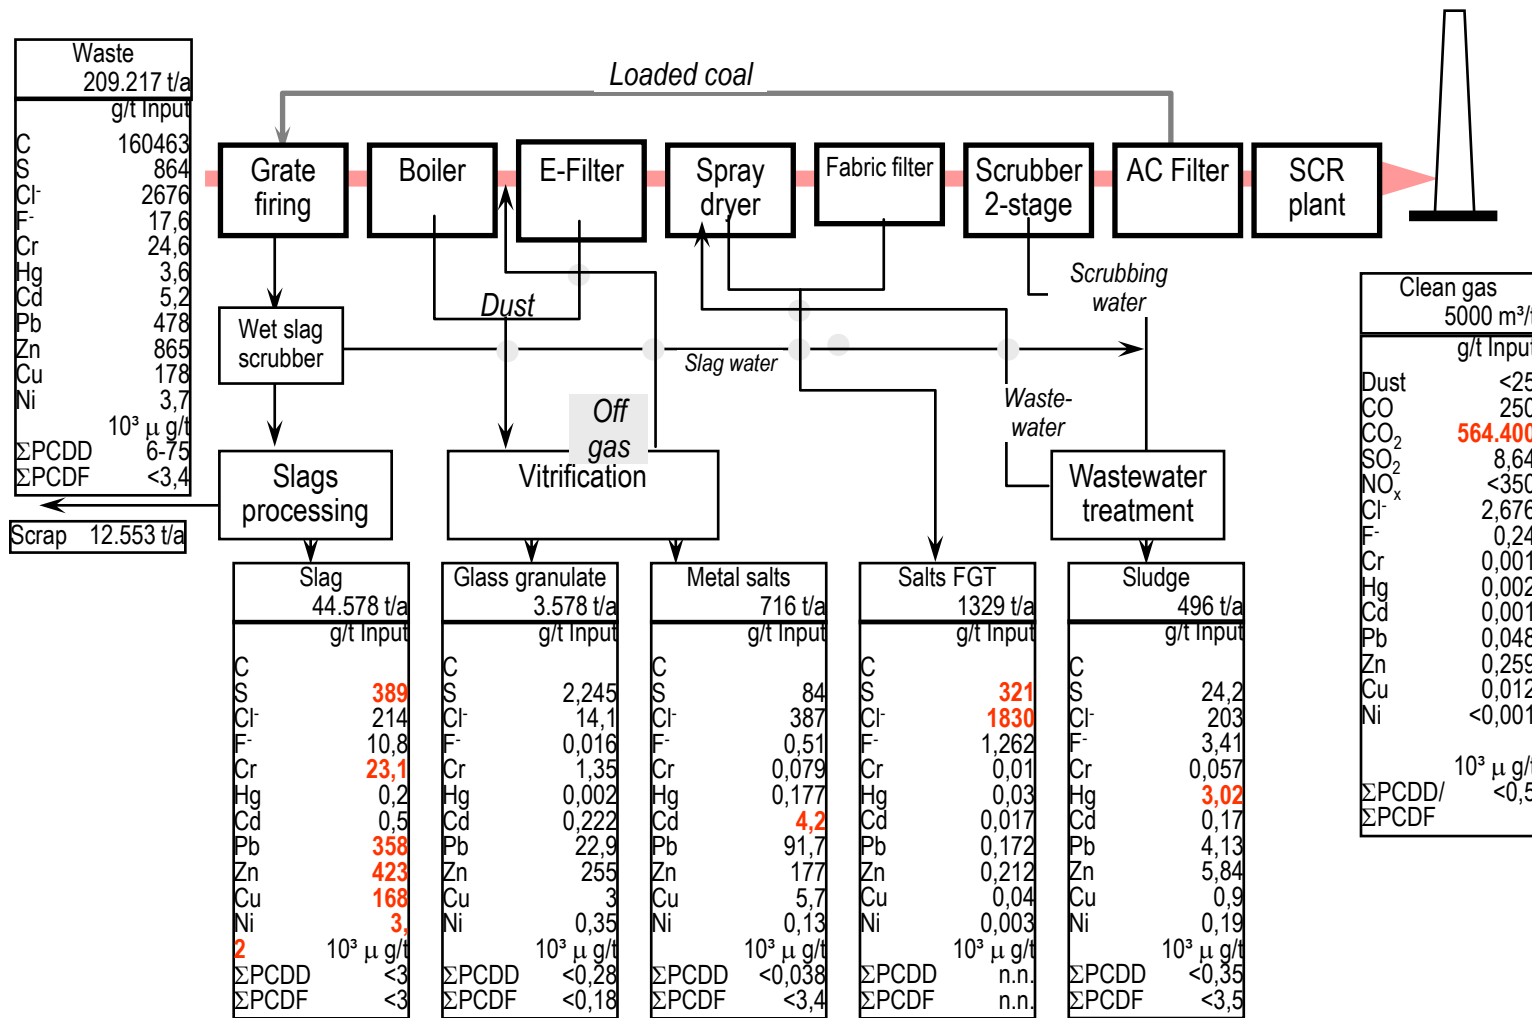 Waste
209.217 t/a
g/t Input
C 160463
S 864
Cl- 2676
F- 17,6
Cr 24,6
Hg 3,6
Cd 5,2
Pb 478
Zn 865
Cu 178
Ni 3,7
10³ µ g/t
ΣPCDD 6-75
ΣPCDF <3,4
Scrap 12.553 t/a
Loaded coal
Grate
firing
Boiler
E-Filter
Spray
dryer
Fabric filter
Scrubber
2-stage
AC Filter
SCR
plant
Dust
Scrubbing
water
Wet slag
scrubber
Slag water
Off
gas
Waste-
water
Slags
processing
Vitrification
Wastewater
treatment
Slag
44.578 t/a
g/t Input
C
S 389
Cl- 214
F- 10,8
Cr 23,1
Hg 0,2
Cd 0,5
Pb 358
Zn 423
Cu 168
Ni 3,
2 10³ µ g/t
ΣPCDD <3
ΣPCDF <3
Glass granulate
3.578 t/a
g/t Input
C
S 2,245
Cl- 14,1
F- 0,016
Cr 1,35
Hg 0,002
Cd 0,222
Pb 22,9
Zn 255
Cu 3
Ni 0,35
10³ µ g/t
ΣPCDD <0,28
ΣPCDF <0,18
Metal salts
716 t/a
g/t Input
C
S 84
Cl- 387
F- 0,51
Cr 0,079
Hg 0,177
Cd 4,2
Pb 91,7
Zn 177
Cu 5,7
Ni 0,13
10³ µ g/t
ΣPCDD <0,038
ΣPCDF <3,4
Salts FGT
1329 t/a
g/t Input
C
S 321
Cl- 1830
F- 1,262
Cr 0,01
Hg 0,03
Cd 0,017
Pb 0,172
Zn 0,212
Cu 0,04
Ni 0,003
10³ µ g/t
ΣPCDD n.n.
ΣPCDF n.n.
Sludge
496 t/a
g/t Input
C
S 24,2
Cl- 203
F- 3,41
Cr 0,057
Hg 3,02
Cd 0,17
Pb 4,13
Zn 5,84
Cu 0,9
Ni 0,19
10³ µ g/t
ΣPCDD <0,35
ΣPCDF <3,5
Clean gas
5000 m³/t
g/t Input
Dust <25
CO 250
CO₂ 564.400
SO₂ 8,64
NOₓ <350
Cl- 2,676
F- 0,24
Cr 0,001
Hg 0,002
Cd 0,001
Pb 0,048
Zn 0,259
Cu 0,012
Ni <0,001
10³ µ g/t
ΣPCDD/ <0,5
ΣPCDF